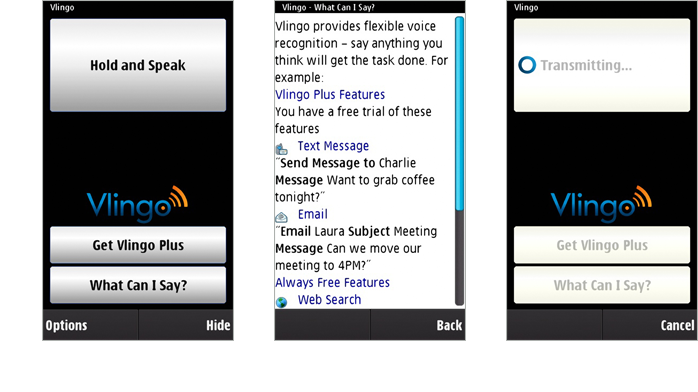 Vlingo
Hold and Speak
Vlingo
Get Vlingo Plus
What Can I Say?
Options Hide
Vlingo - What Can I Say?
Vlingo provides flexible voice
recognition – say anything you
think will get the task done. For
example:
Vlingo Plus Features
You have a free trial of these
features
Text Message
"Send Message to Charlie
Message Want to grab coffee
tonight?"
Email
"Email Laura Subject Meeting
Message Can we move our
meeting to 4PM?"
Always Free Features
Web Search
Back
Vlingo
Transmitting...
Vlingo
Get Vlingo Plus
What Can I Say?
Cancel